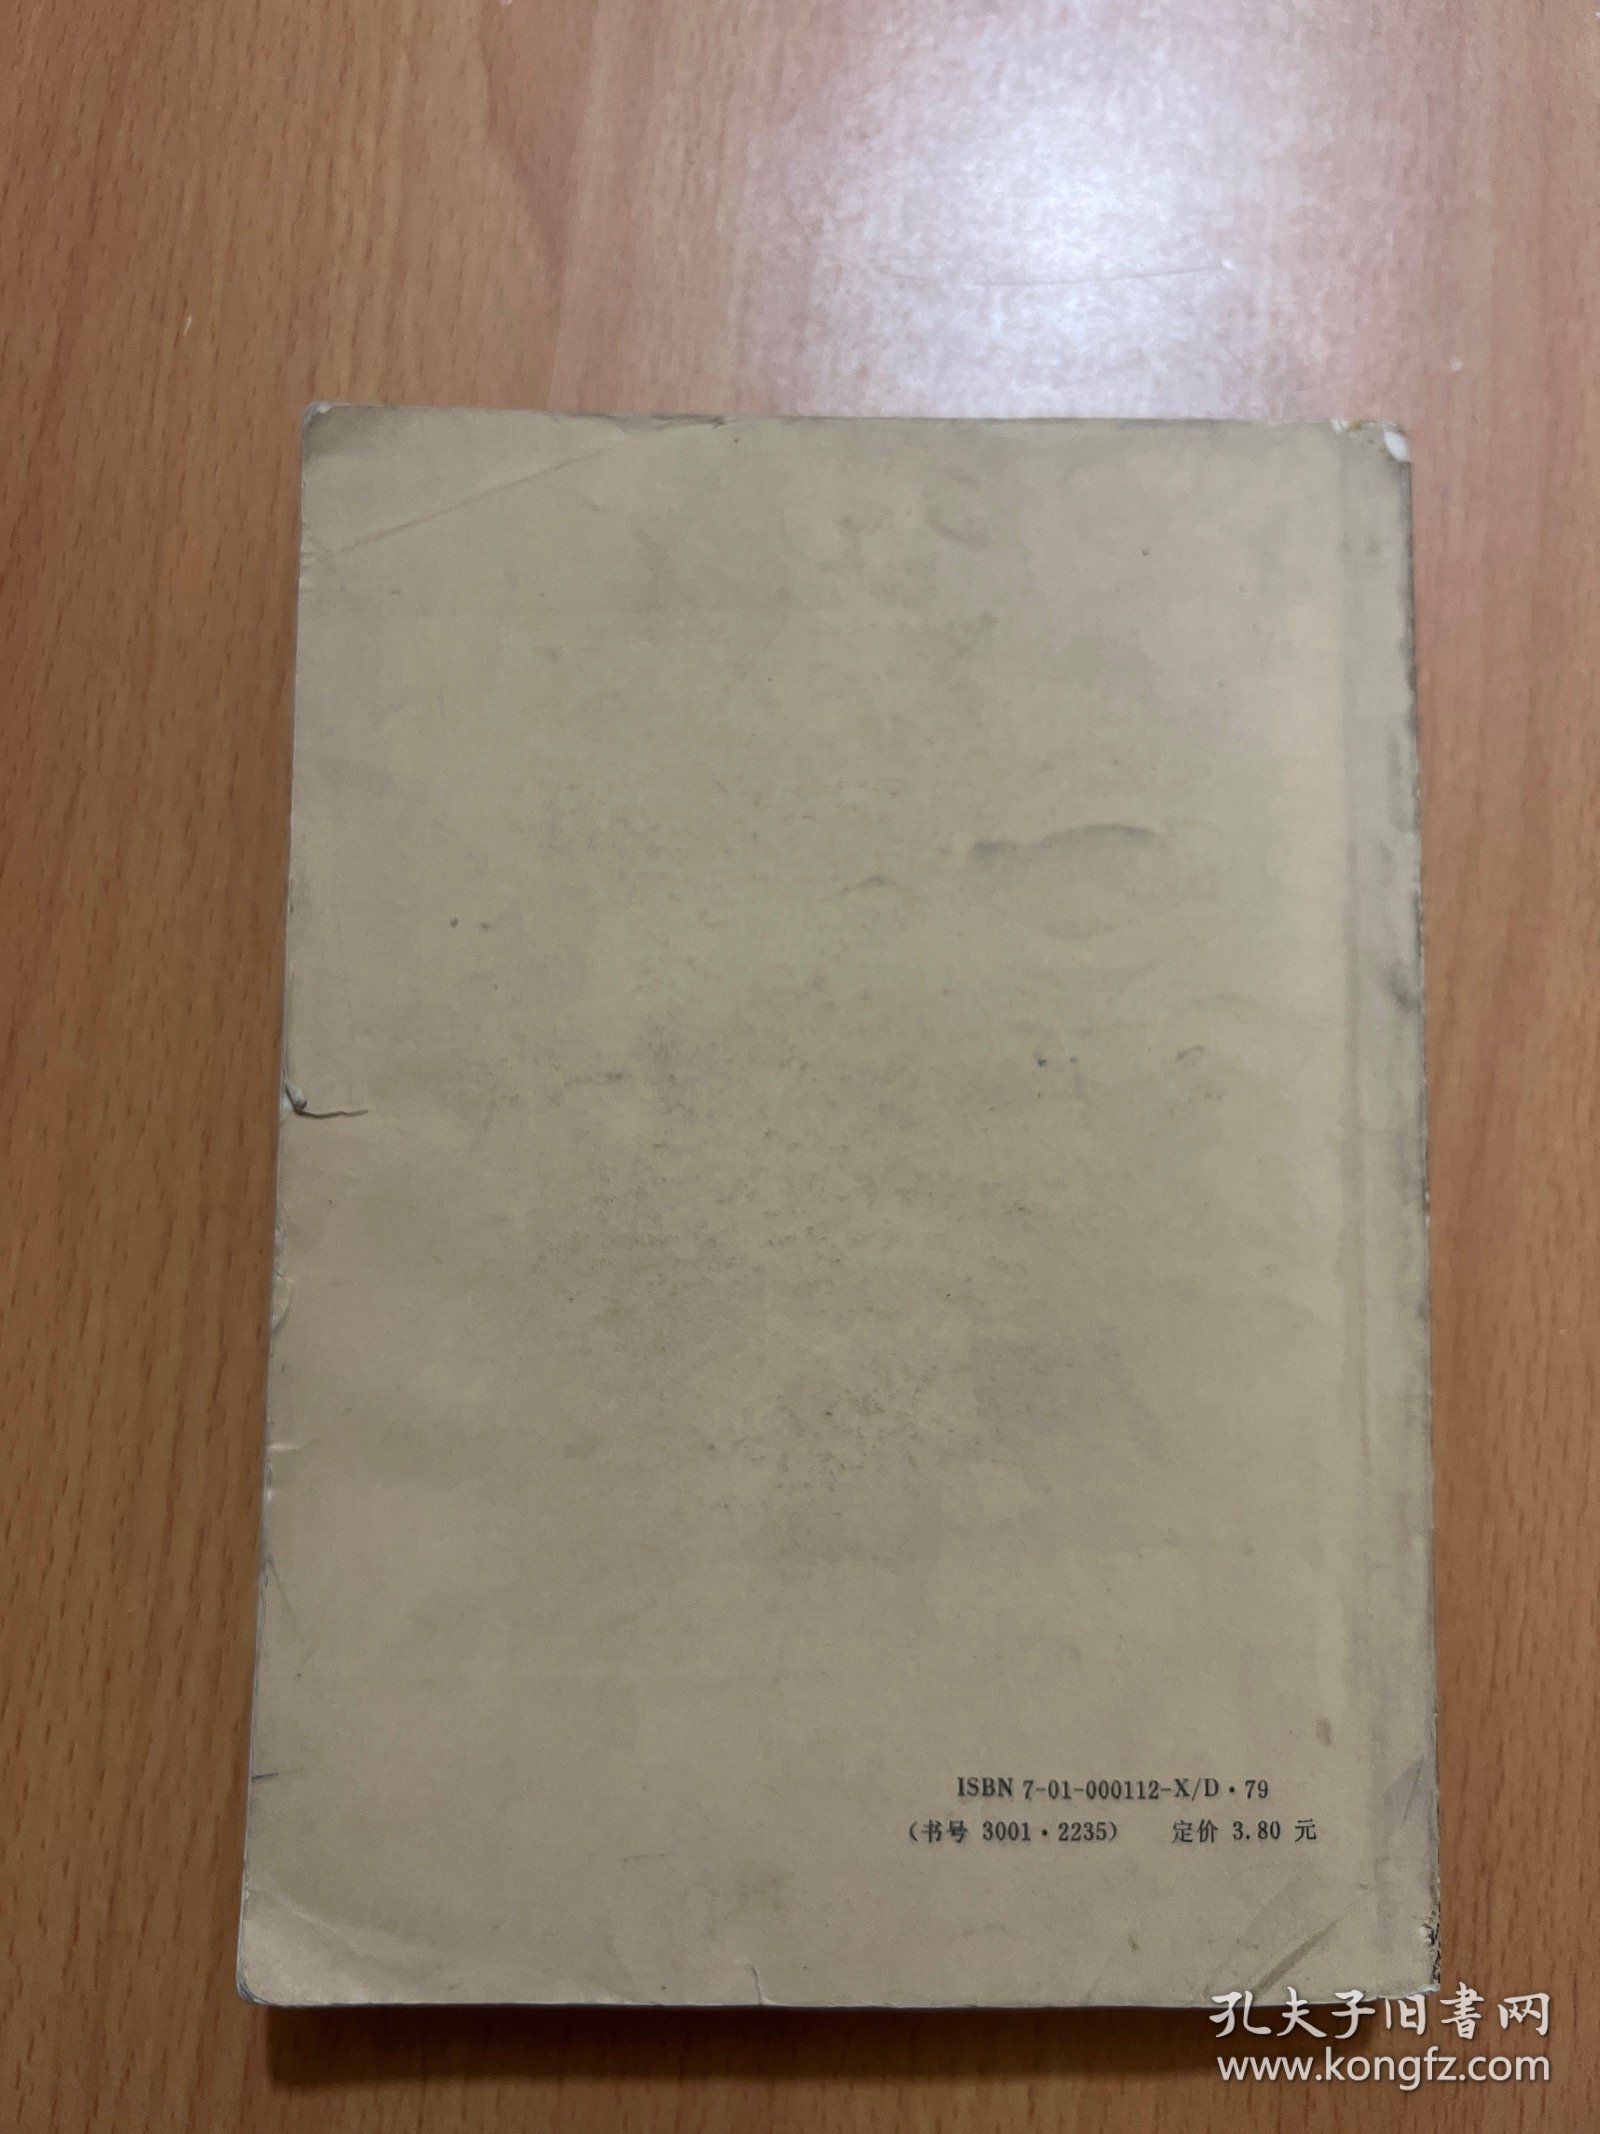 ISBN 7-01-000112-X/D·79
（书号 3001·2235） 定价 3.80 元
孔夫子旧書网
www.kongfz.com